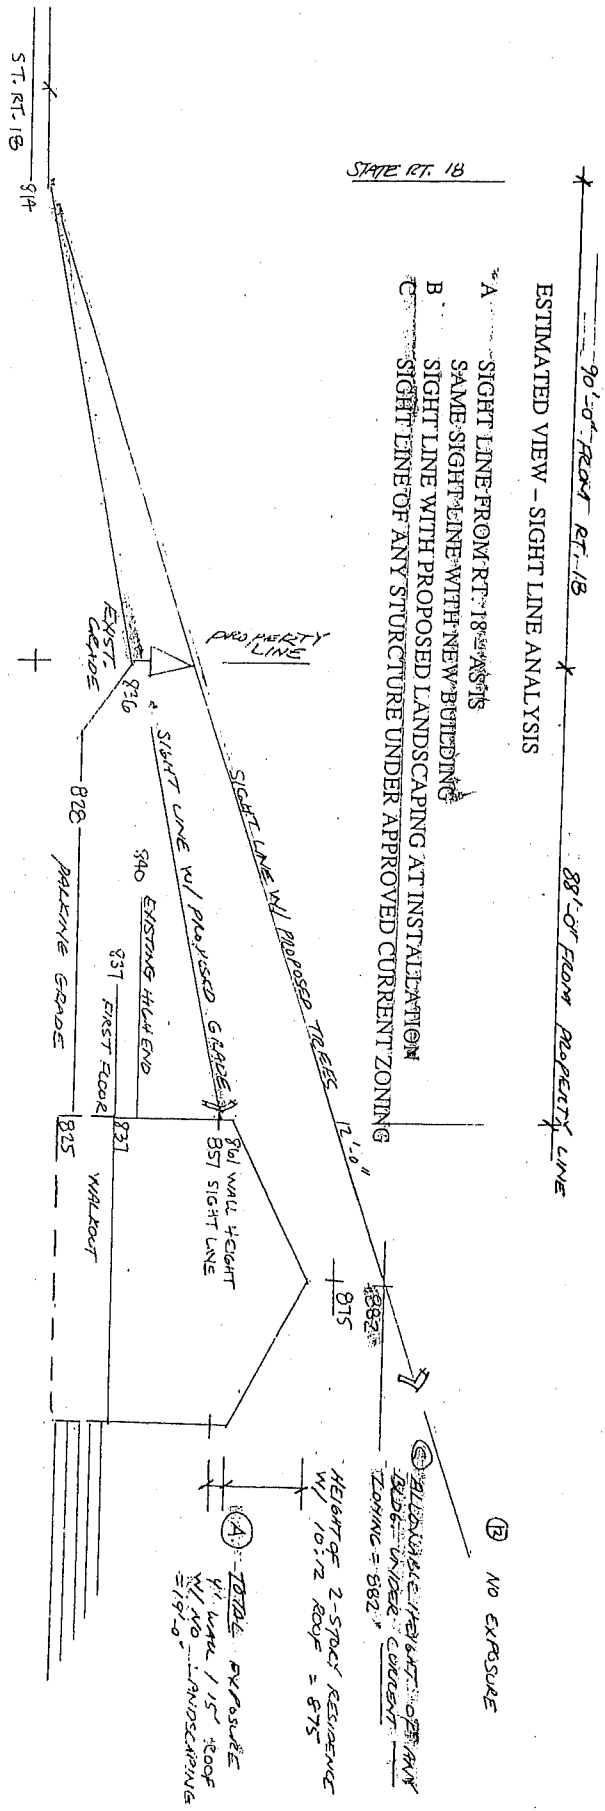 90'-0" FROM RT. 18
88'-0" FROM PROPERTY LINE
ESTIMATED VIEW – SIGHT LINE ANALYSIS
STATE RT. 18
A SIGHT LINE FROM RT. 18 – AS IS
SAME SIGHT LINE WITH NEW BUILDING
B SIGHT LINE WITH PROPOSED LANDSCAPING AT INSTALLATION
C SIGHT LINE OF ANY STURCTURE UNDER APPROVED CURRENT ZONING
PROPERTY
LINE
SIGHT LINE W/ PROPOSED TREES
12'-0"
882
875
B NO EXPOSURE
C ALLOWABLE HEIGHT OF ANY
BLDG. UNDER CURRENT
ZONING = 882
HEIGHT OF 2-STORY RESIDENCE
W/ 10:12 ROOF = 875
A TOTAL EXPOSURE
4' WALL / 15' ROOF
W/ NO LANDSCAPING
= 19'-0"
SIGHT LINE W/ PROPOSED GRADE
861 WALL HEIGHT
857 SIGHT LINE
840 EXISTING HIGH END
837 FIRST FLOOR
837
WALKOUT
825
828
PARKING GRADE
836
EXIST.
GRADE
814
ST. RT. 18